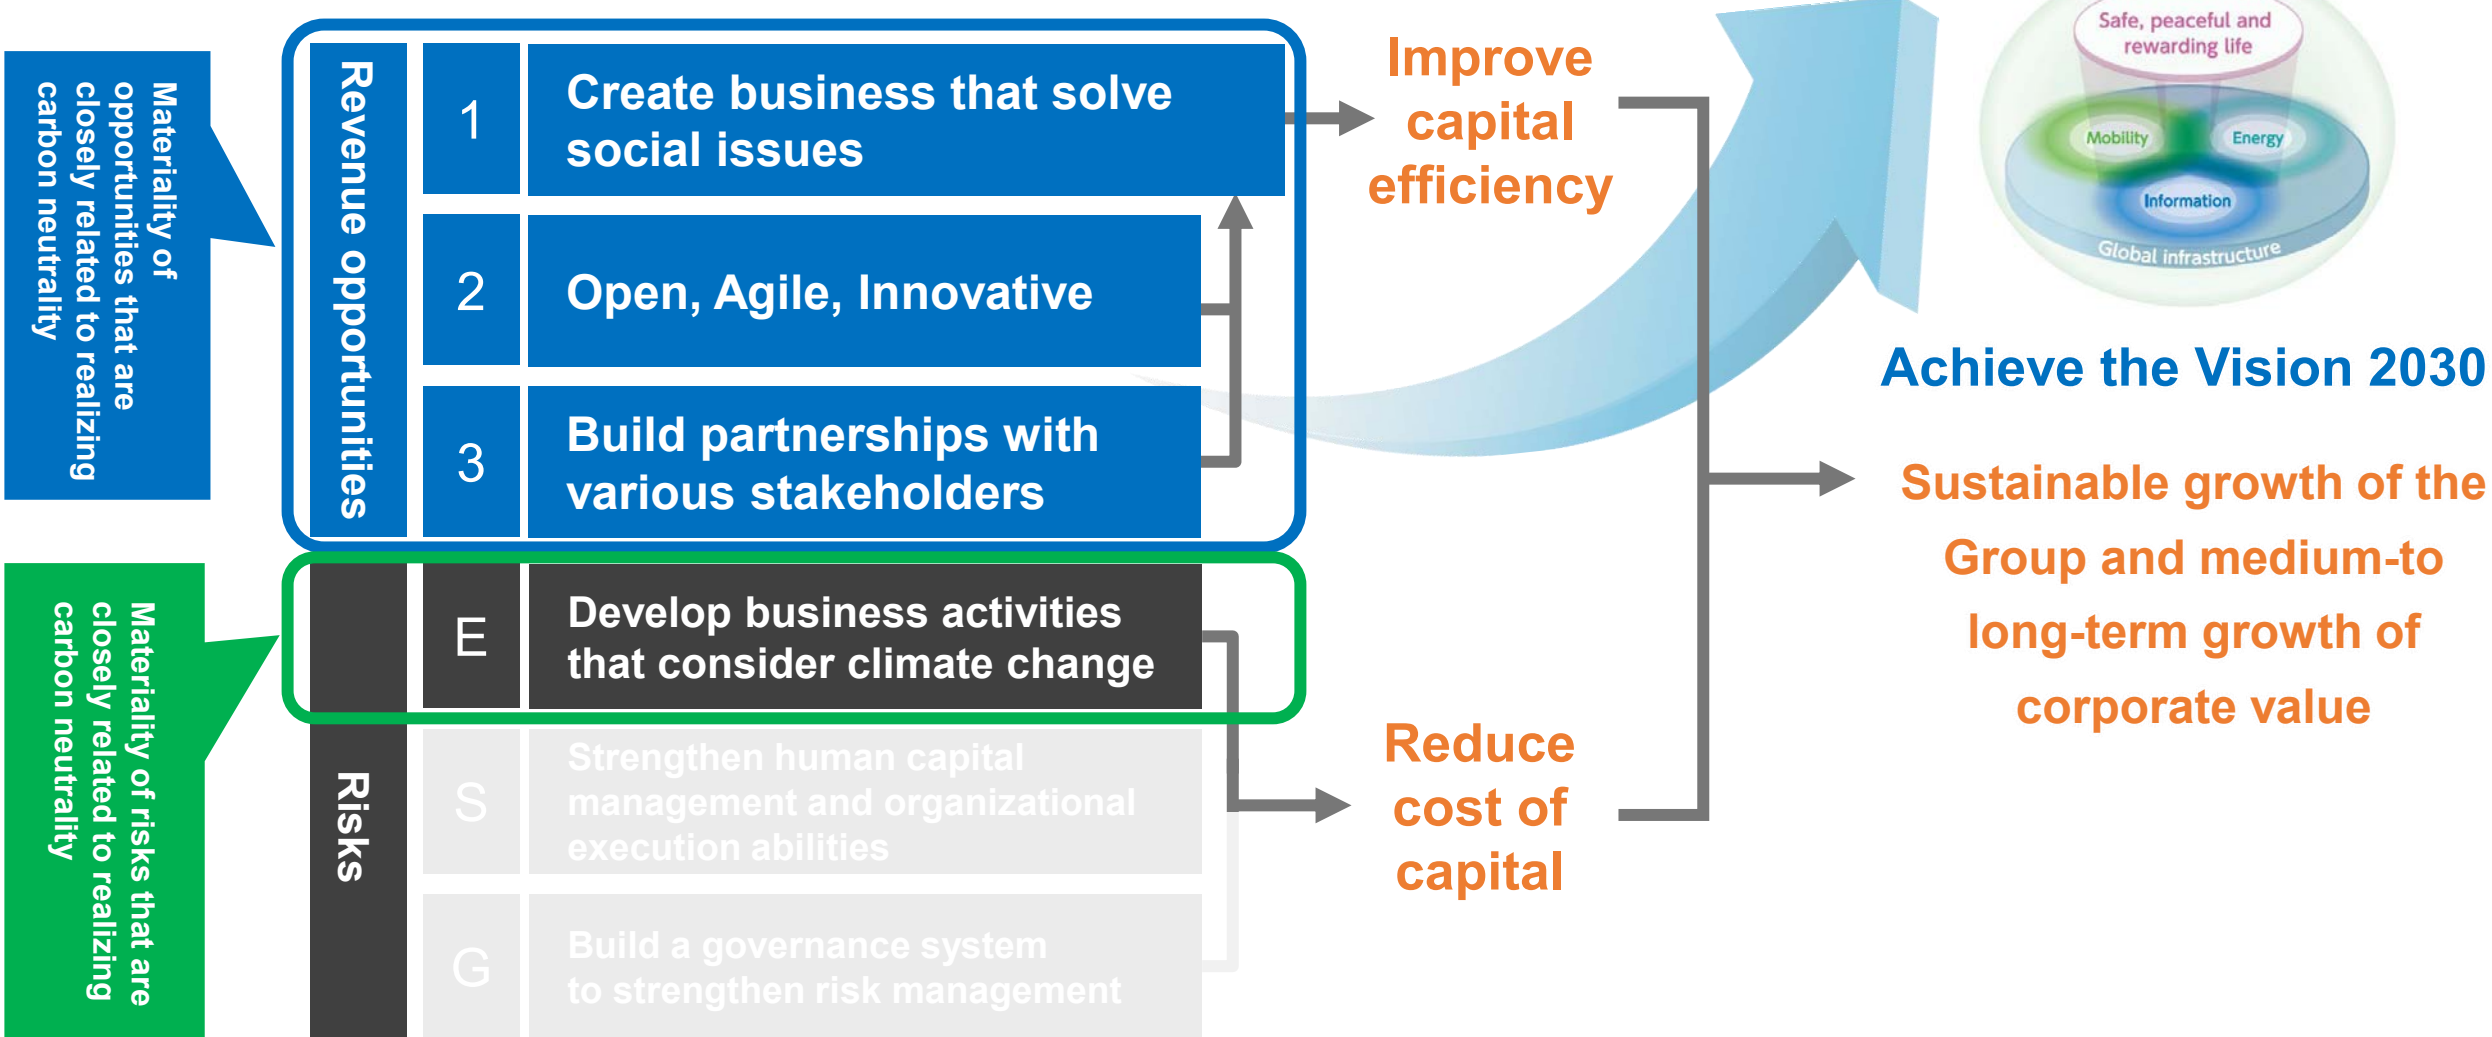 Materiality of
opportunities that are
closely related to realizing
carbon neutrality
Revenue opportunities
1
Create business that solve
social issues
2
Open, Agile, Innovative
3
Build partnerships with
various stakeholders
Materiality of risks that are
closely related to realizing
carbon neutrality
Risks
E
Develop business activities
that consider climate change
S
Strengthen human capital
management and organizational
execution abilities
G
Build a governance system
to strengthen risk management
Improve
capital
efficiency
Reduce
cost of
capital
Safe, peaceful and
rewarding life
Mobility
Energy
Information
Global infrastructure
Achieve the Vision 2030
Sustainable growth of the
Group and medium-to
long-term growth of
corporate value